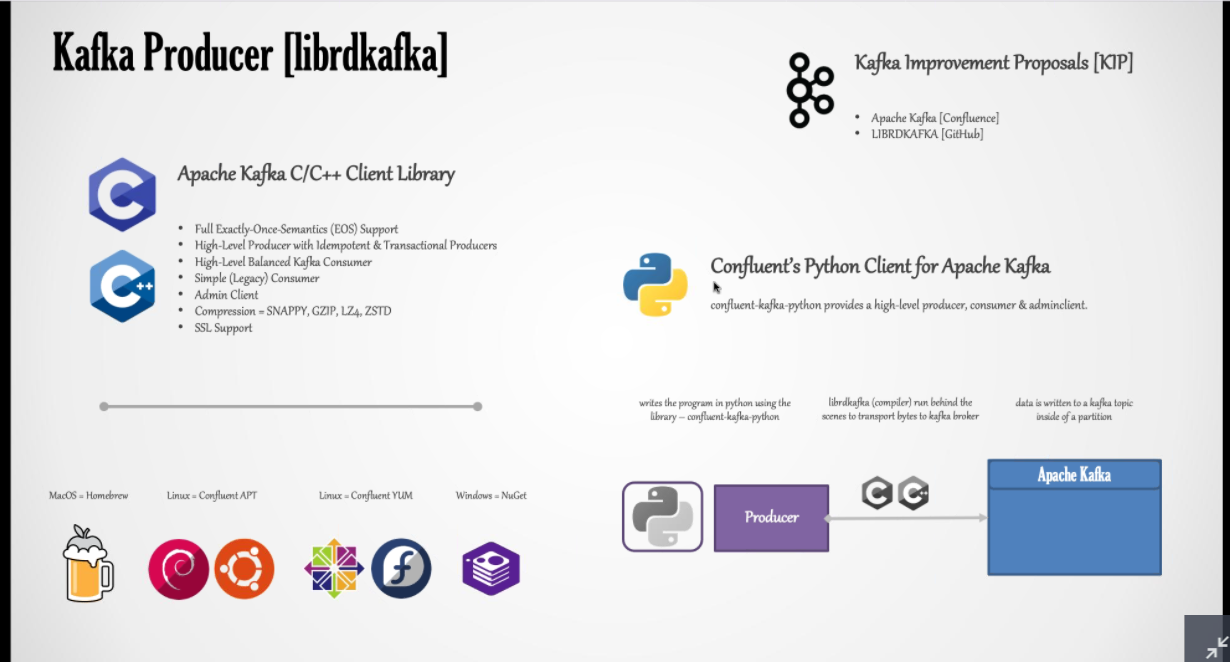 Kafka Producer [librdkafka]
Kafka Improvement Proposals [KIP]
• Apache Kafka [Confluence]
• LIBRDKAFKA [GitHub]
C
Apache Kafka C/C++ Client Library
• Full Exactly-Once-Semantics (EOS) Support
• High-Level Producer with Idempotent & Transactional Producers
• High-Level Balanced Kafka Consumer
• Simple (Legacy) Consumer
• Admin Client
• Compression = SNAPPY, GZIP, LZ4, ZSTD
• SSL Support
C++
Confluent's Python Client for Apache Kafka
confluent-kafka-python provides a high-level producer, consumer & adminclient.
writes the program in python using the
library – confluent-kafka-python
librdkafka (compiler) run behind the
scenes to transport bytes to kafka broker
data is written to a kafka topic
inside of a partition
MacOS = Homebrew
Linux = Confluent APT
Linux = Confluent YUM
Windows = NuGet
Producer
C
C++
Apache Kafka